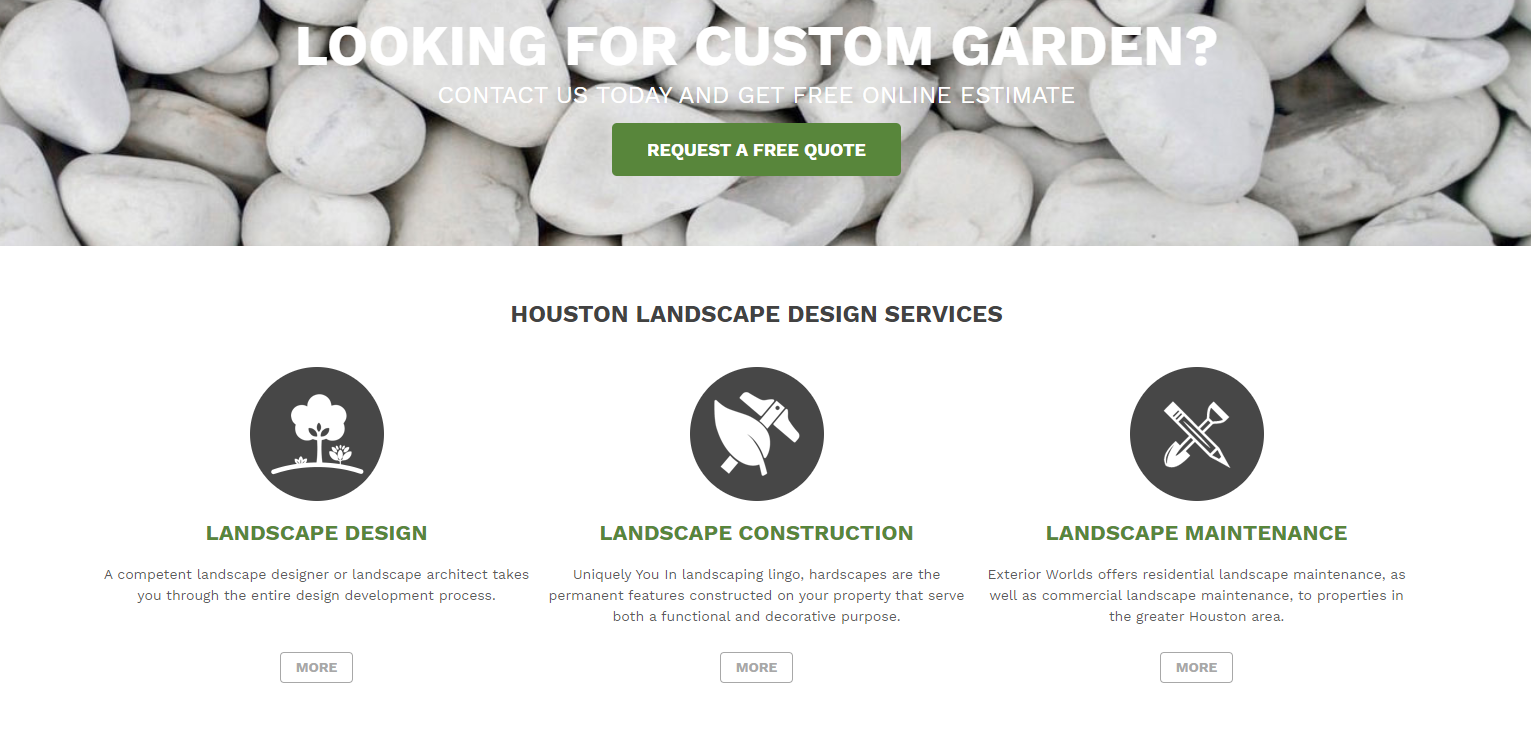 LOOKING FOR CUSTOM GARDEN?
CONTACT US TODAY AND GET FREE ONLINE ESTIMATE
REQUEST A FREE QUOTE
HOUSTON LANDSCAPE DESIGN SERVICES
LANDSCAPE DESIGN
A competent landscape designer or landscape architect takes
you through the entire design development process.
MORE
LANDSCAPE CONSTRUCTION
Uniquely You In landscaping lingo, hardscapes are the
permanent features constructed on your property that serve
both a functional and decorative purpose.
MORE
LANDSCAPE MAINTENANCE
Exterior Worlds offers residential landscape maintenance, as
well as commercial landscape maintenance, to properties in
the greater Houston area.
MORE